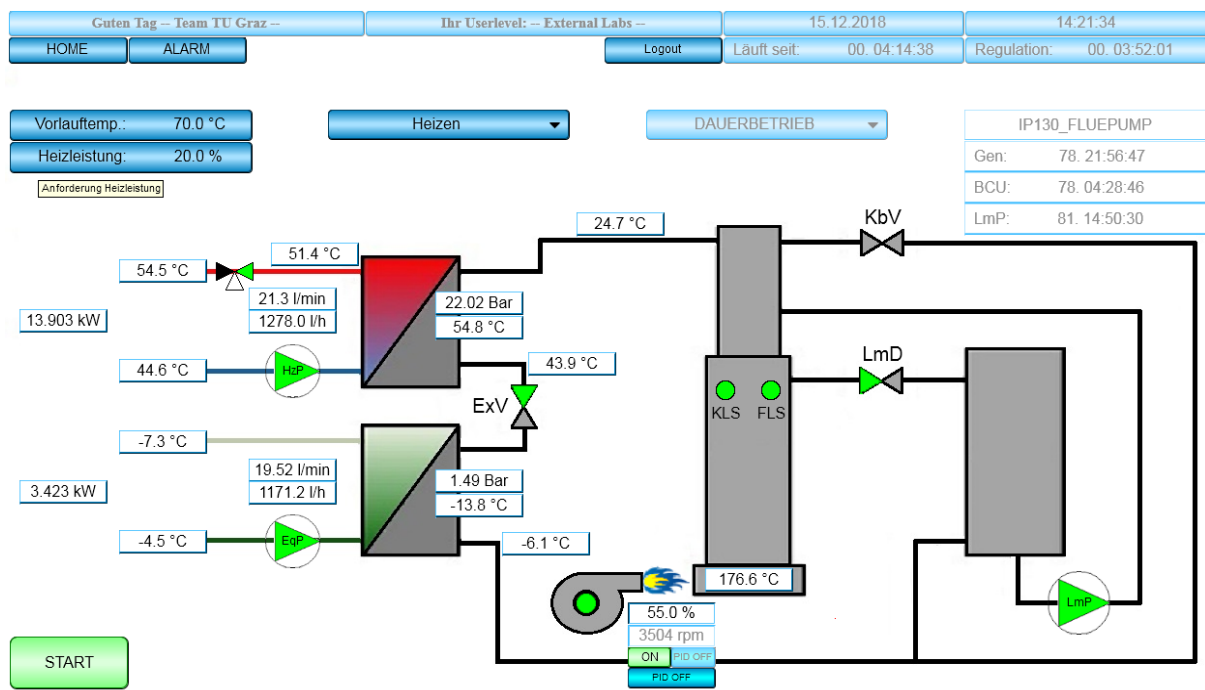 Guten Tag -- Team TU Graz --
Ihr Userlevel: -- External Labs --
15.12.2018
14:21:34
HOME
ALARM
Logout
Läuft seit: 00. 04:14:38
Regulation: 00. 03:52:01
Vorlauftemp.: 70.0 °C
Heizen
DAUERBETRIEB
IP130_FLUEPUMP
Heizleistung: 20.0 %
Gen: 78. 21:56:47
Anforderung Heizleistung
BCU: 78. 04:28:46
LmP: 81. 14:50:30
24.7 °C
KbV
51.4 °C
54.5 °C
21.3 l/min
1278.0 l/h
22.02 Bar
54.8 °C
13.903 kW
43.9 °C
LmD
44.6 °C
HzP
ExV
KLS
FLS
-7.3 °C
19.52 l/min
1171.2 l/h
1.49 Bar
-13.8 °C
3.423 kW
-4.5 °C
EqP
-6.1 °C
176.6 °C
LmP
55.0 %
3504 rpm
ON
PID OFF
PID OFF
START